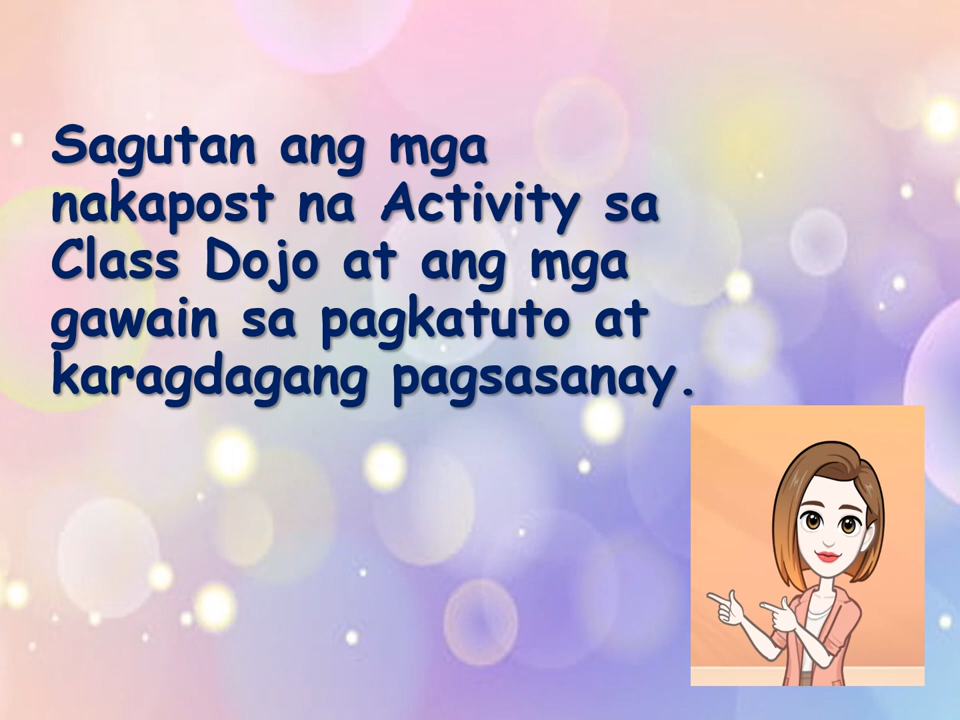 Sagutan ang mga
nakapost na Activity sa
Class Dojo at ang mga
gawain sa pagkatuto at
karagdagang pagsasanay.